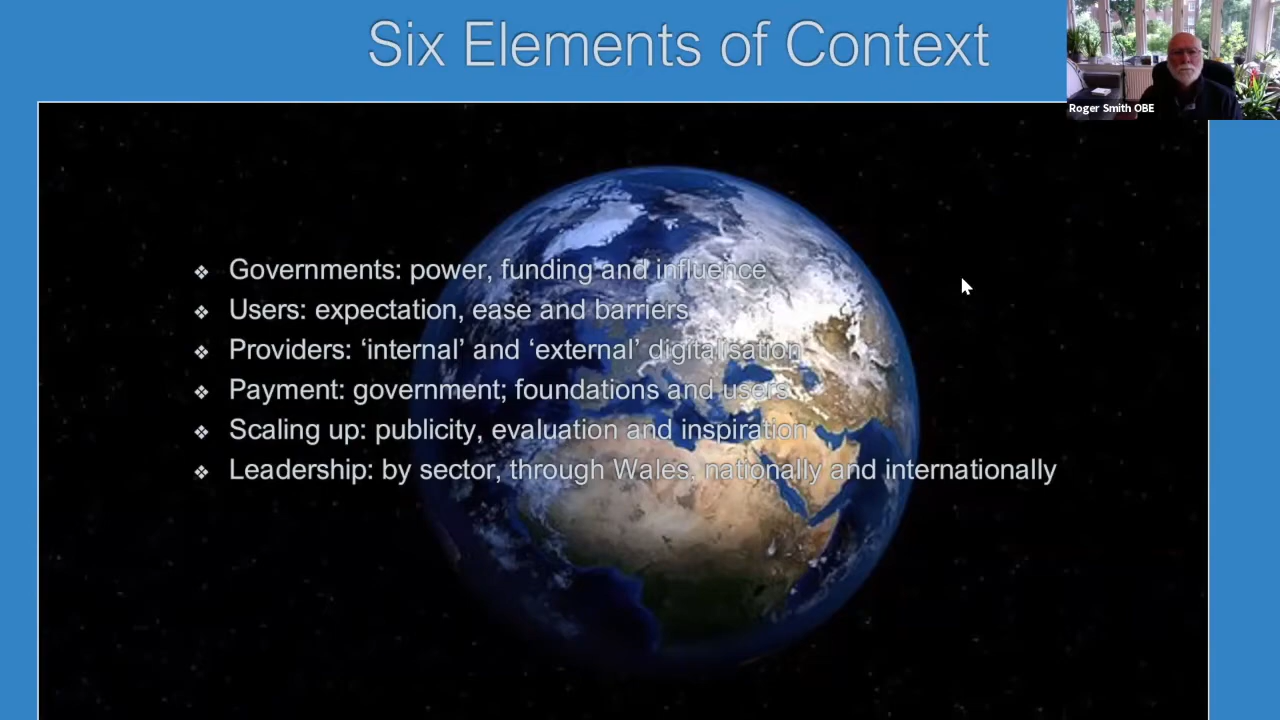 Six Elements of Context
Roger Smith OBE
❖ Governments: power, funding and influence
❖ Users: expectation, ease and barriers
❖ Providers: ‘internal’ and ‘external’ digitalisation
❖ Payment: government; foundations and users
❖ Scaling up: publicity, evaluation and inspiration
❖ Leadership: by sector, through Wales, nationally and internationally